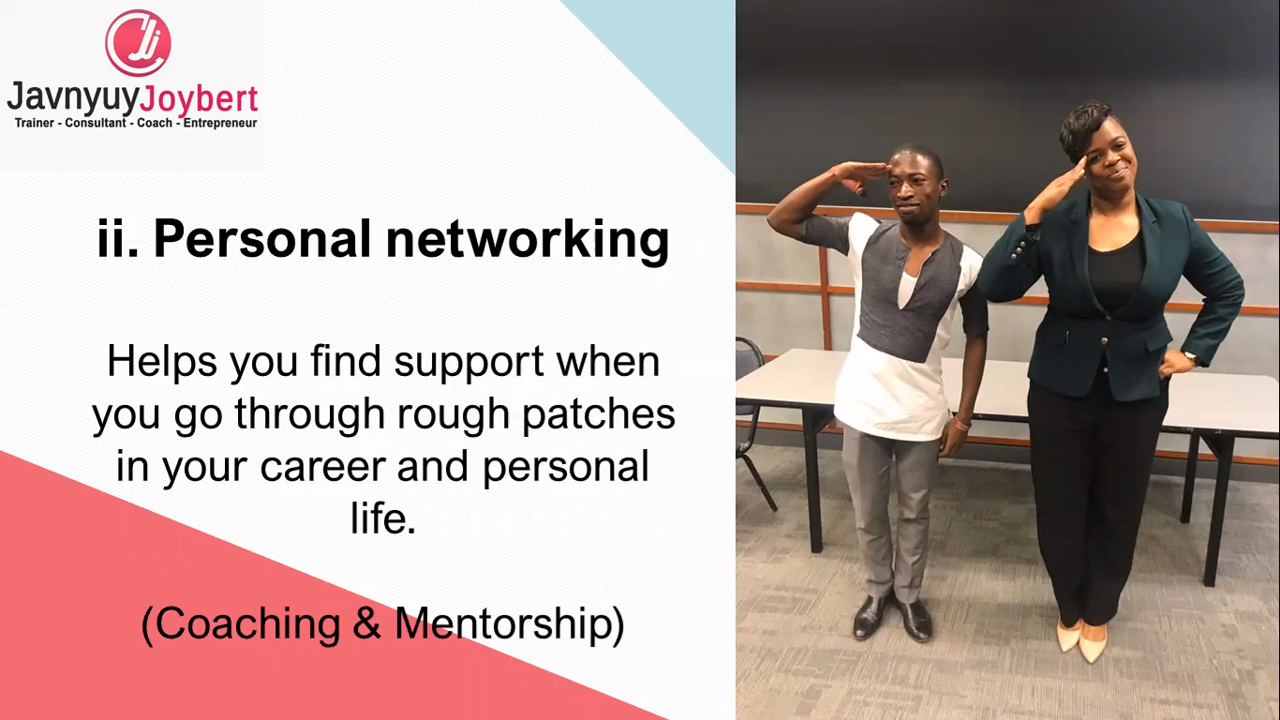 JavnyuyJoybert
Trainer - Consultant - Coach - Entrepreneur
ii. Personal networking
Helps you find support when
you go through rough patches
in your career and personal
life.
(Coaching & Mentorship)